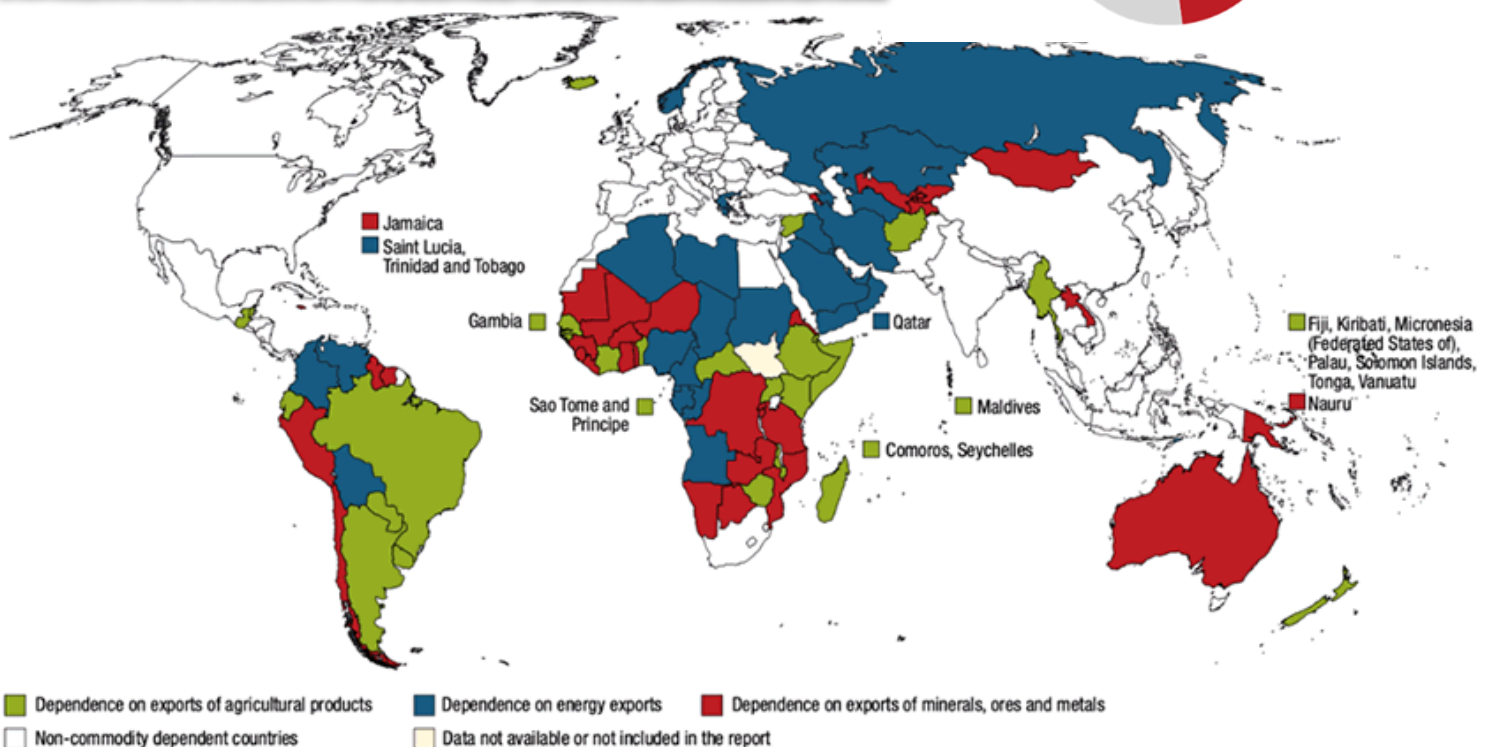 Jamaica
Saint Lucia,
Trinidad and Tobago
Gambia
Qatar
Fiji, Kiribati, Micronesia
(Federated States of),
Palau, Solomon Islands,
Tonga, Vanuatu
Nauru
Sao Tome and
Principe
Maldives
Comoros, Seychelles
Dependence on exports of agricultural products
Dependence on energy exports
Dependence on exports of minerals, ores and metals
Non-commodity dependent countries
Data not available or not included in the report